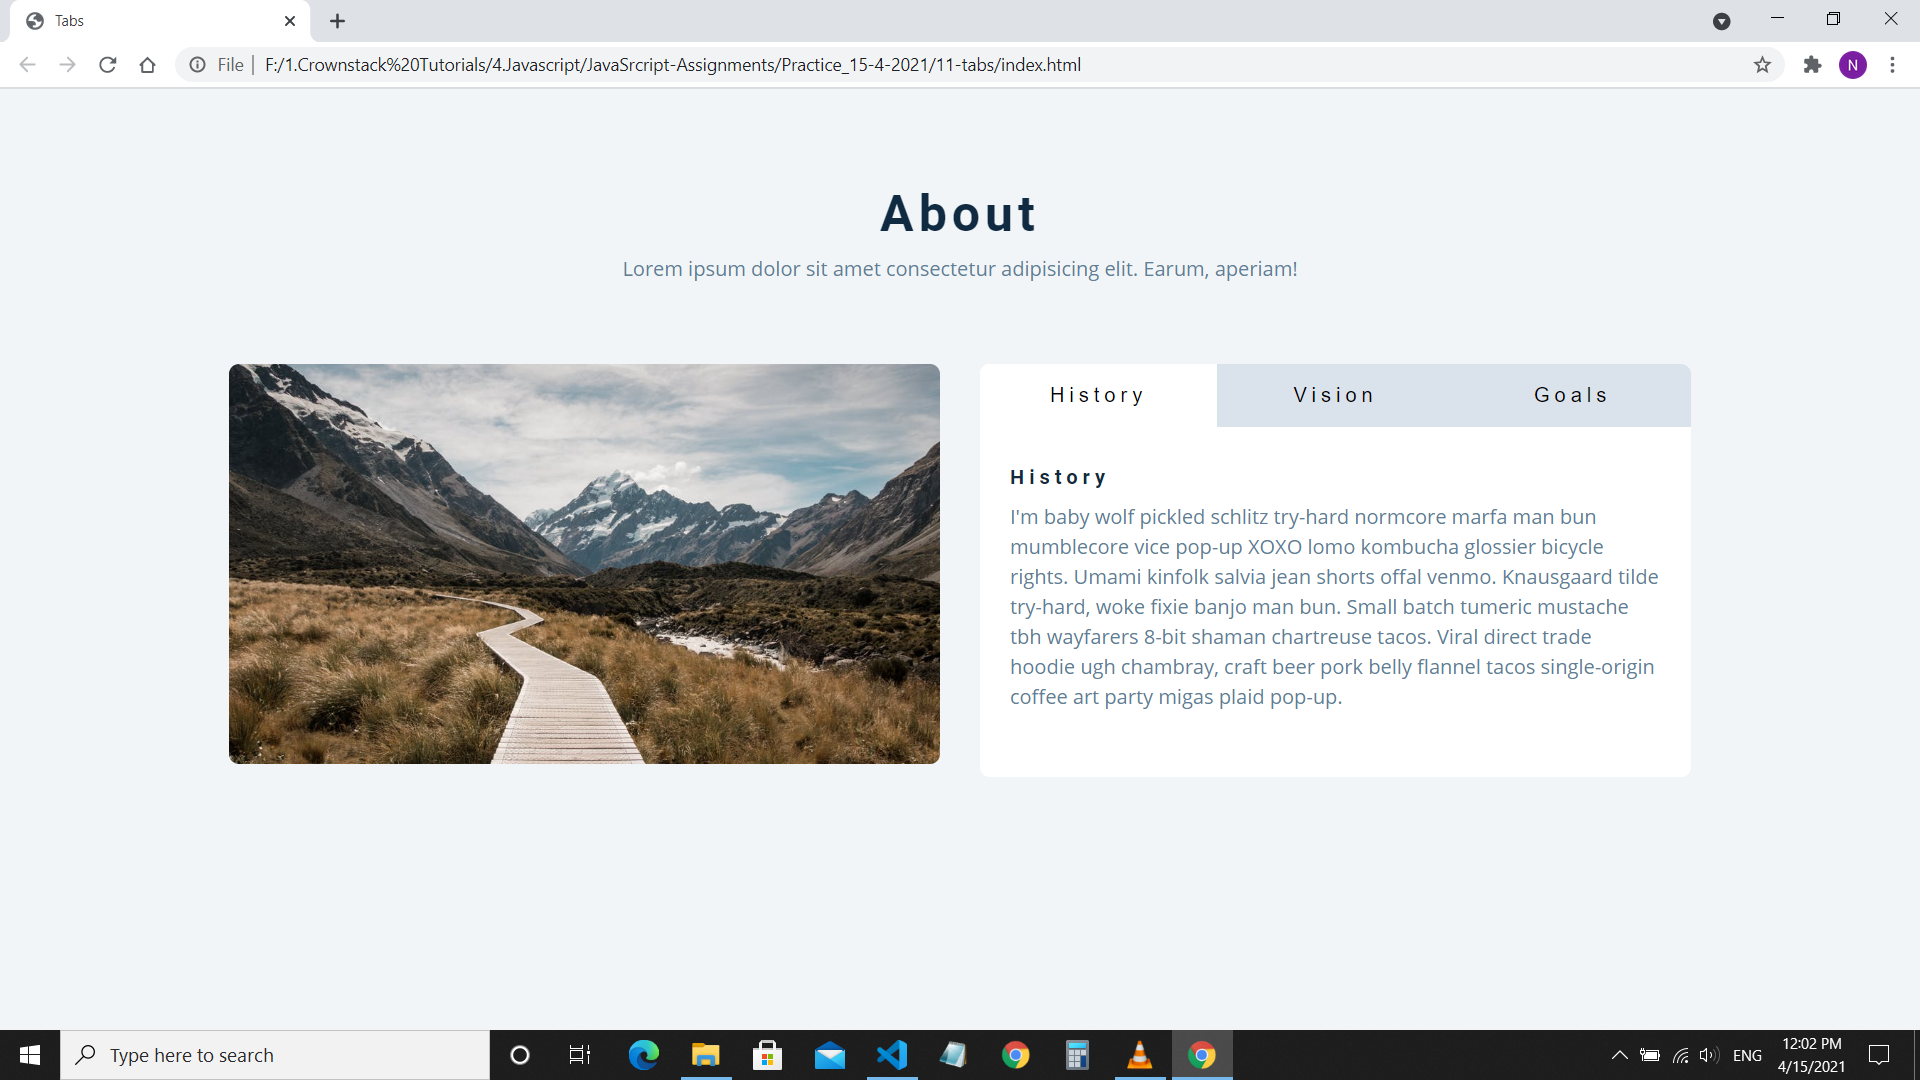 Tabs
File
F:/1.Crownstack%20Tutorials/4.Javascript/JavaSrcript-Assignments/Practice_15-4-2021/11-tabs/index.html
N
About
Lorem ipsum dolor sit amet consectetur adipisicing elit. Earum, aperiam!
History Vision Goals
History
I'm baby wolf pickled schlitz try-hard normcore marfa man bun
mumblecore vice pop-up XOXO lomo kombucha glossier bicycle
rights. Umami kinfolk salvia jean shorts offal venmo. Knausgaard tilde
try-hard, woke fixie banjo man bun. Small batch tumeric mustache
tbh wayfarers 8-bit shaman chartreuse tacos. Viral direct trade
hoodie ugh chambray, craft beer pork belly flannel tacos single-origin
coffee art party migas plaid pop-up.
Type here to search
ENG
12:02 PM
4/15/2021